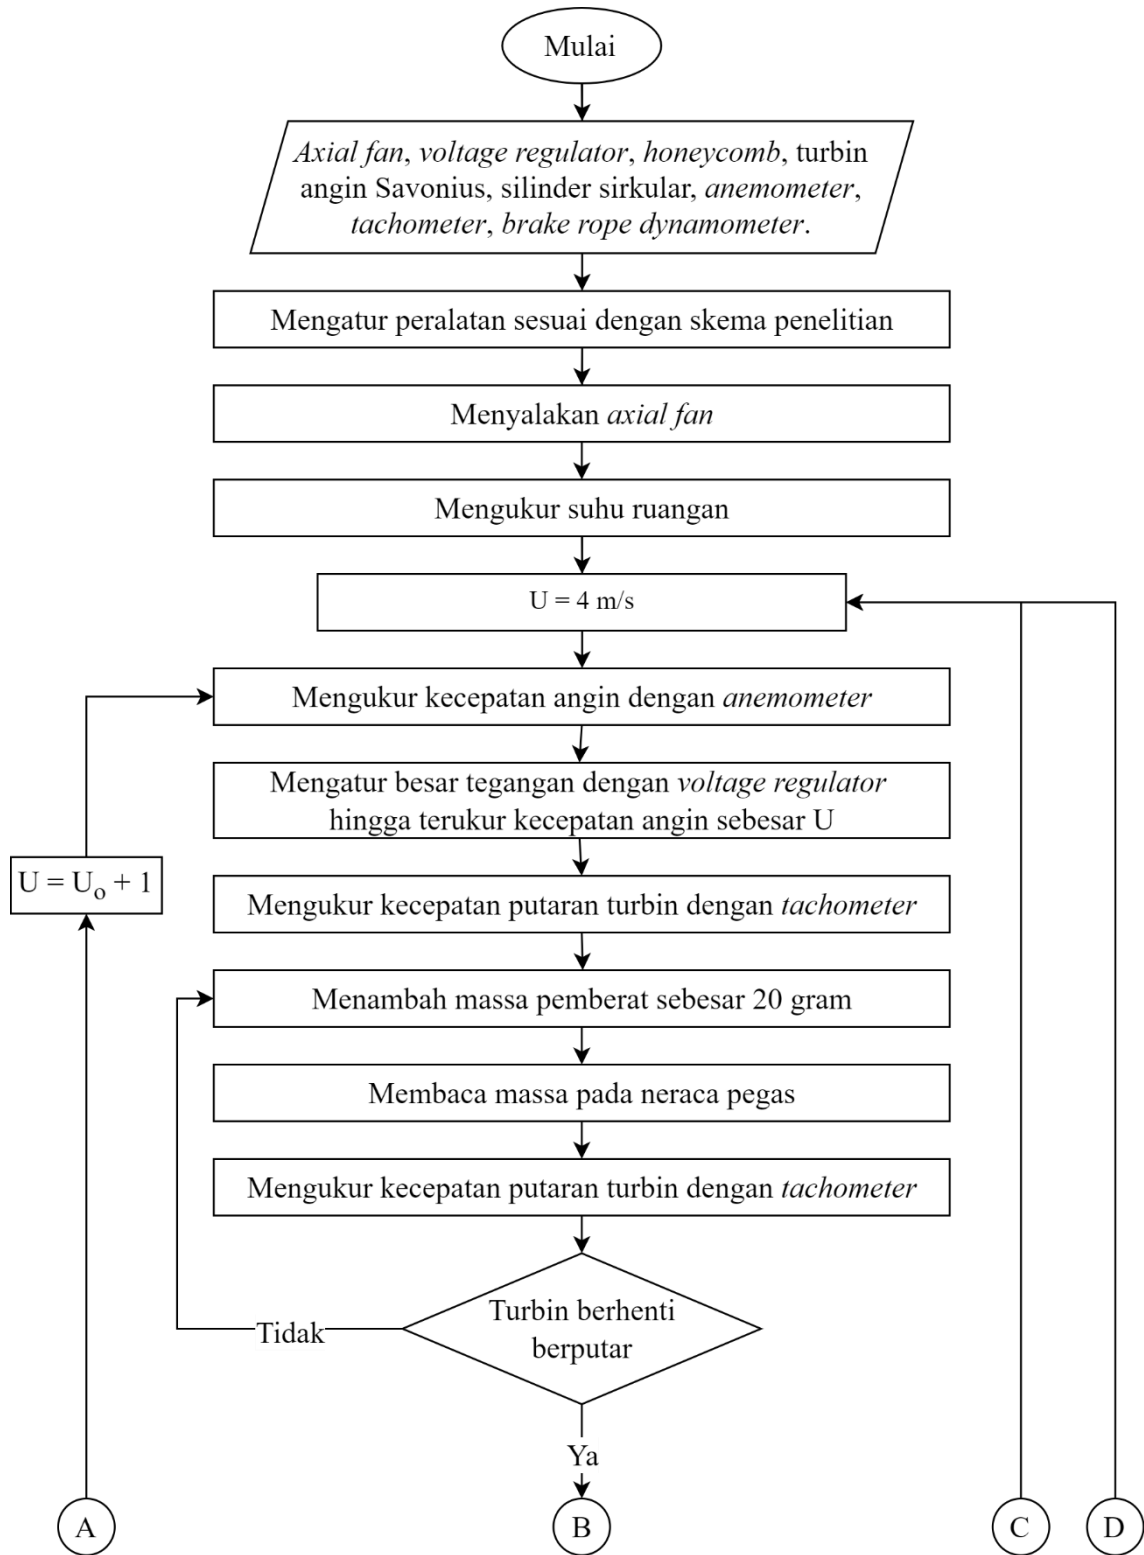 Mulai
Axial fan, voltage regulator, honeycomb, turbin
angin Savonius, silinder sirkular, anemometer,
tachometer, brake rope dynamometer.
Mengatur peralatan sesuai dengan skema penelitian
Menyalakan axial fan
Mengukur suhu ruangan
U = 4 m/s
Mengukur kecepatan angin dengan anemometer
Mengatur besar tegangan dengan voltage regulator
hingga terukur kecepatan angin sebesar U
U = Uₒ + 1
Mengukur kecepatan putaran turbin dengan tachometer
Menambah massa pemberat sebesar 20 gram
Membaca massa pada neraca pegas
Mengukur kecepatan putaran turbin dengan tachometer
Turbin berhenti
berputar
Tidak
Ya
A
B
C
D